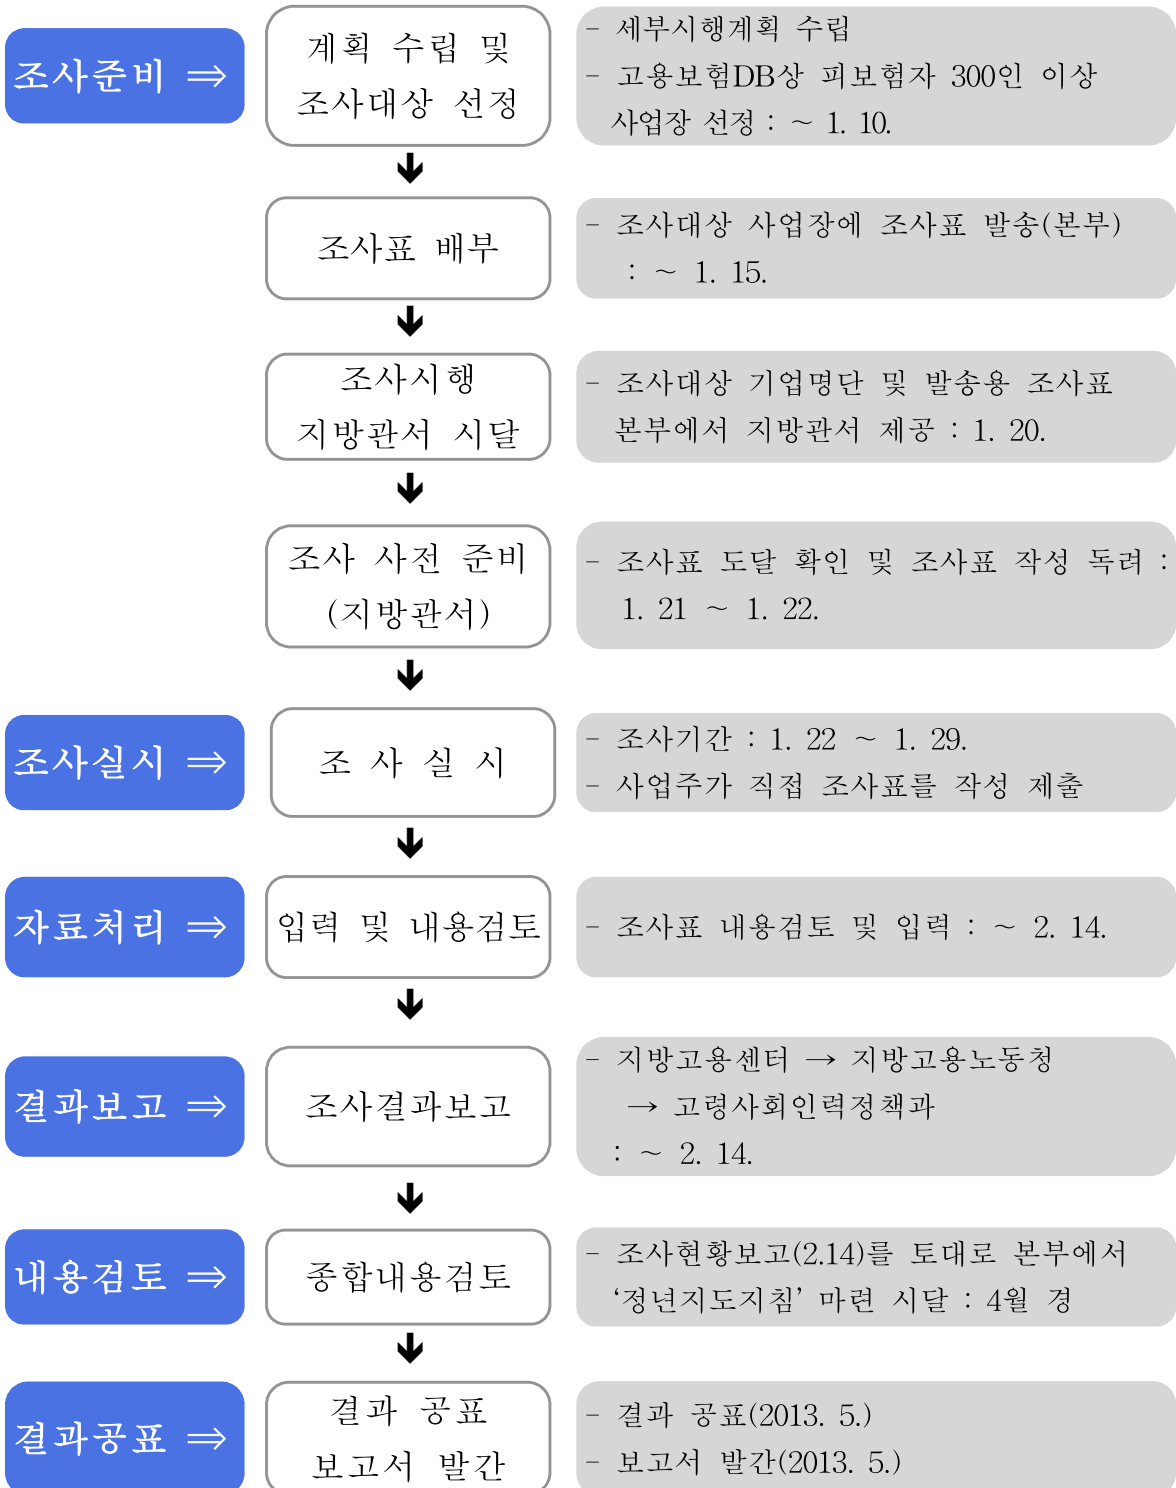 조사준비 ⇒
계획 수립 및
조사대상 선정
- 세부시행계획 수립
- 고용보험DB상 피보험자 300인 이상
사업장 선정 : ~ 1. 10.
조사표 배부
- 조사대상 사업장에 조사표 발송(본부)
: ~ 1. 15.
조사시행
지방관서 시달
- 조사대상 기업명단 및 발송용 조사표
본부에서 지방관서 제공 : 1. 20.
조사 사전 준비
(지방관서)
- 조사표 도달 확인 및 조사표 작성 독려 :
1. 21 ~ 1. 22.
조사실시 ⇒
조 사 실 시
- 조사기간 : 1. 22 ~ 1. 29.
- 사업주가 직접 조사표를 작성 제출
자료처리 ⇒
입력 및 내용검토
- 조사표 내용검토 및 입력 : ~ 2. 14.
결과보고 ⇒
조사결과보고
- 지방고용센터 → 지방고용노동청
→ 고령사회인력정책과
: ~ 2. 14.
내용검토 ⇒
종합내용검토
- 조사현황보고(2.14)를 토대로 본부에서
‘정년지도지침’ 마련 시달 : 4월 경
결과공표 ⇒
결과 공표
보고서 발간
- 결과 공표(2013. 5.)
- 보고서 발간(2013. 5.)